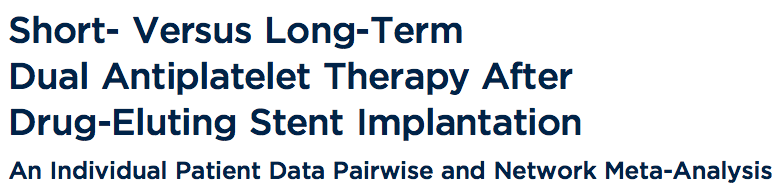 Short- Versus Long-Term
Dual Antiplatelet Therapy After
Drug-Eluting Stent Implantation
An Individual Patient Data Pairwise and Network Meta-Analysis